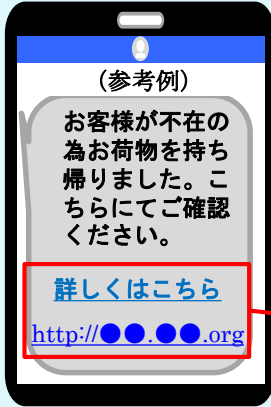 (参考例)
お客様が不在の
為お荷物を持ち
帰りました。こ
ちらにてご確認
ください。
詳しくはこちら
http://●●.●●.org